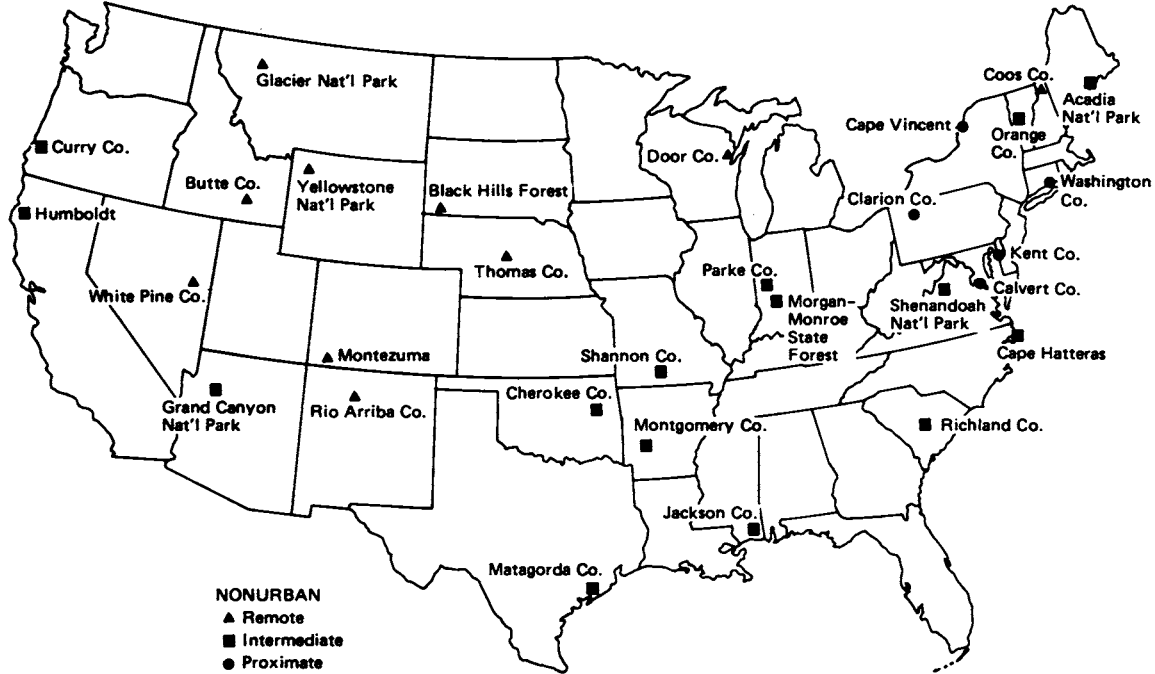 Glacier Nat'l Park
Coos Co.
Acadia
Nat'l Park
Cape Vincent
Orange
Co.
Curry Co.
Door Co.
Butte Co.
Yellowstone
Nat'l Park
Black Hills Forest
Washington
Co.
Clarion Co.
Humboldt
Kent Co.
Thomas Co.
Parke Co.
Calvert Co.
White Pine Co.
Morgan-
Monroe
State
Forest
Shenandoah
Nat'l Park
Montezuma
Shannon Co.
Cape Hatteras
Cherokee Co.
Grand Canyon
Nat'l Park
Rio Arriba Co.
Montgomery Co.
Richland Co.
Jackson Co.
Matagorda Co.
NONURBAN
Remote
Intermediate
Proximate